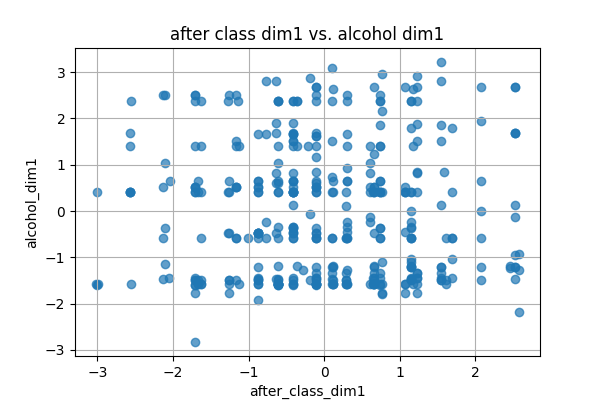 after class dim1 vs. alcohol dim1
3
2
1
0
−1
−2
−3
alcohol_dim1
−3 −2 −1 0 1 2
after_class_dim1